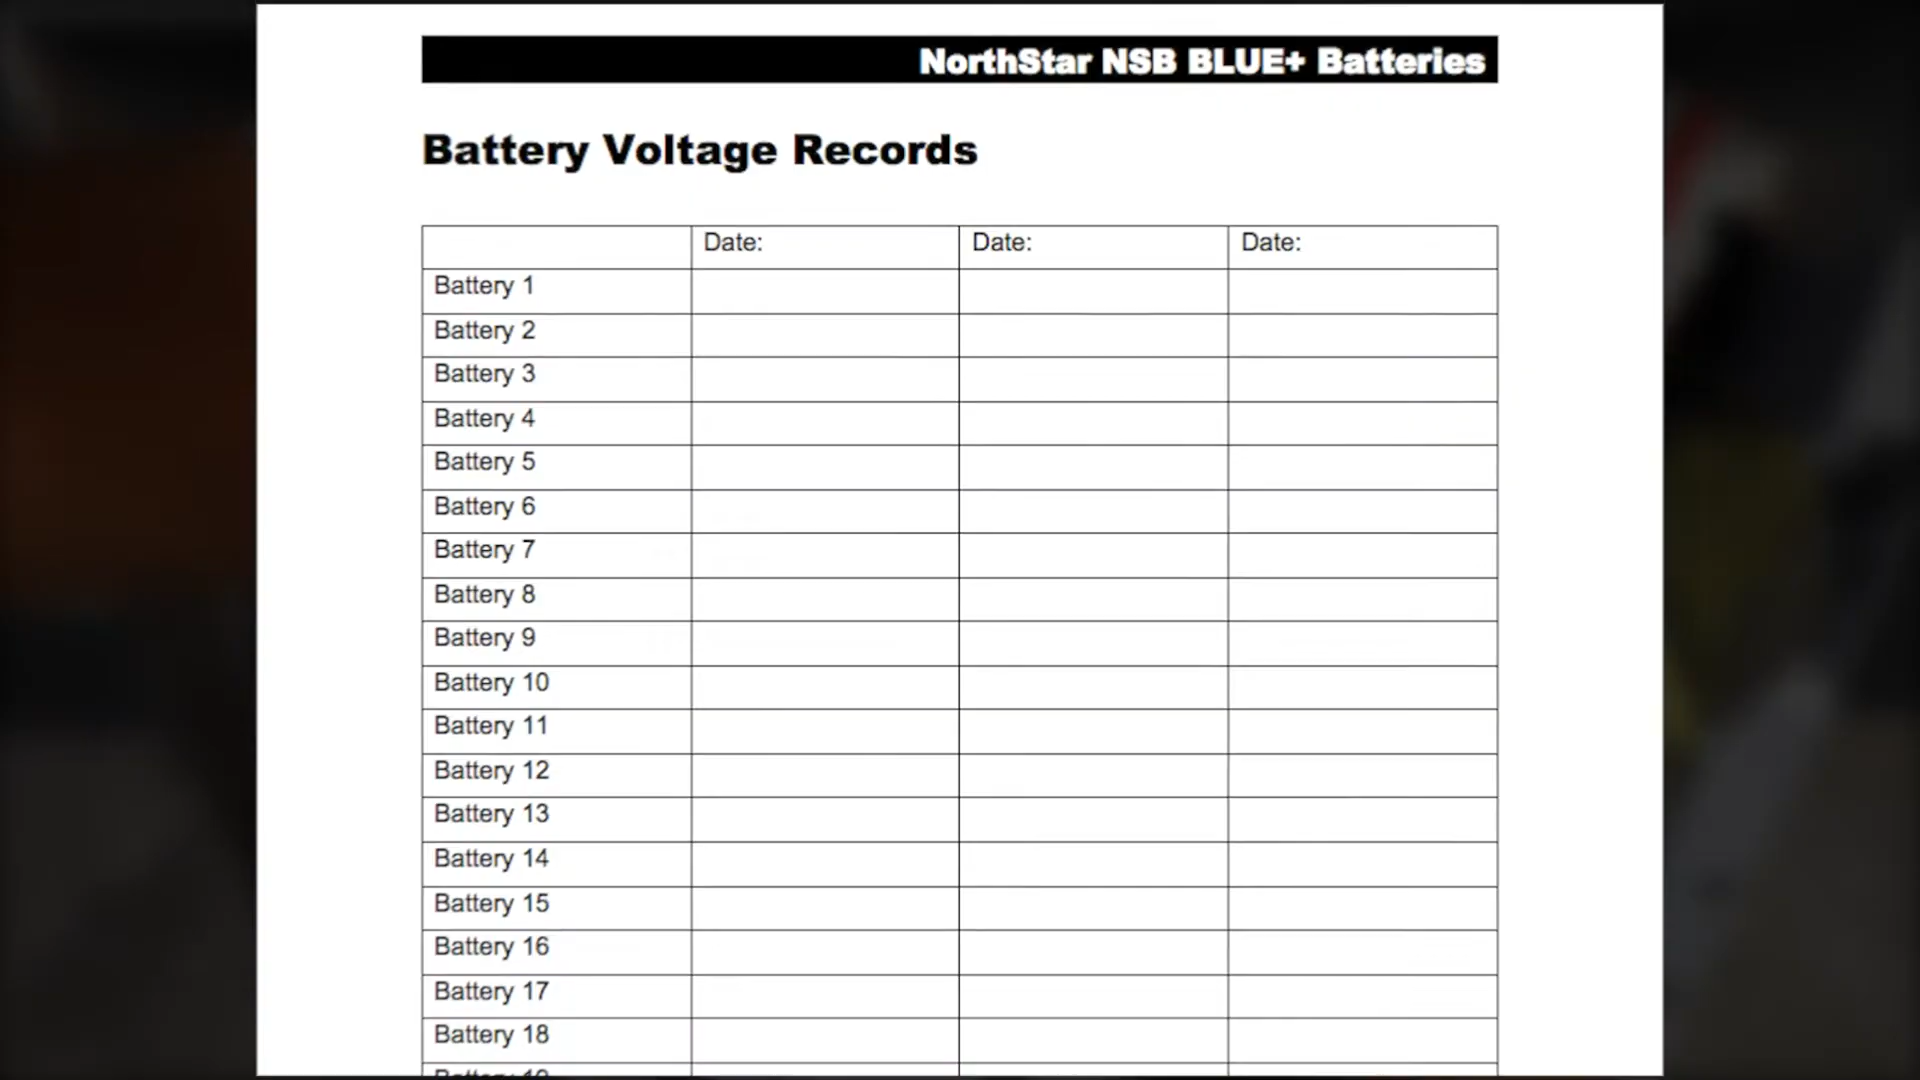 NorthStar NSB BLUE+ Batteries
Battery Voltage Records
Date: Date: Date:
Battery 1
Battery 2
Battery 3
Battery 4
Battery 5
Battery 6
Battery 7
Battery 8
Battery 9
Battery 10
Battery 11
Battery 12
Battery 13
Battery 14
Battery 15
Battery 16
Battery 17
Battery 18
Battery 19